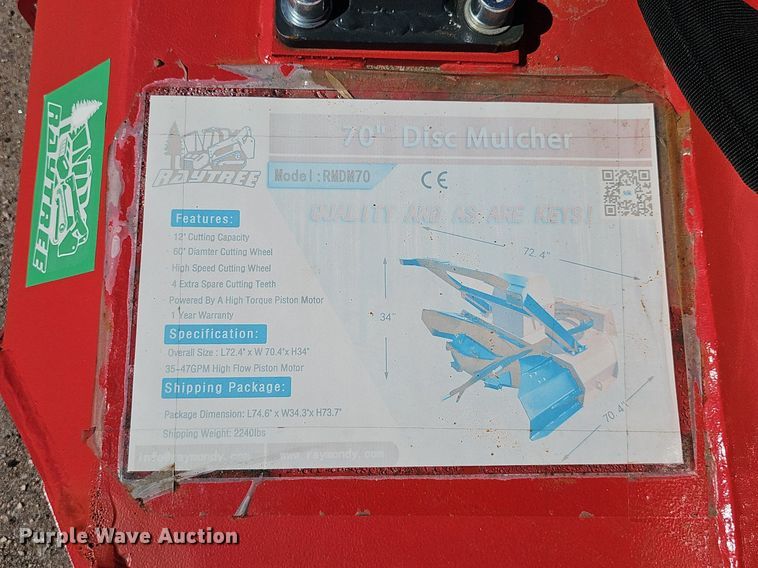 RAYTREE
70" Disc Mulcher
RAYTREE
Model:RMDM70
CE
QUALITY AND AS ARE KEYS!
Features:
· 12" Cutting Capacity
· 60" Diamter Cutting Wheel
· High Speed Cutting Wheel
· 4 Extra Spare Cutting Teeth
· Powered By A High Torque Piston Motor
· 1 Year Warranty
Specification:
Overall Size : L72.4" x W 70.4"x H34"
35-47GPM High Flow Piston Motor
Shipping Package:
Package Dimension: L74.6" x W34.3"x H73.7"
Shipping Weight: 2240lbs
info@raymondy.com www.raymondy.com
72.4"
34"
70.4"
Purple Wave Auction